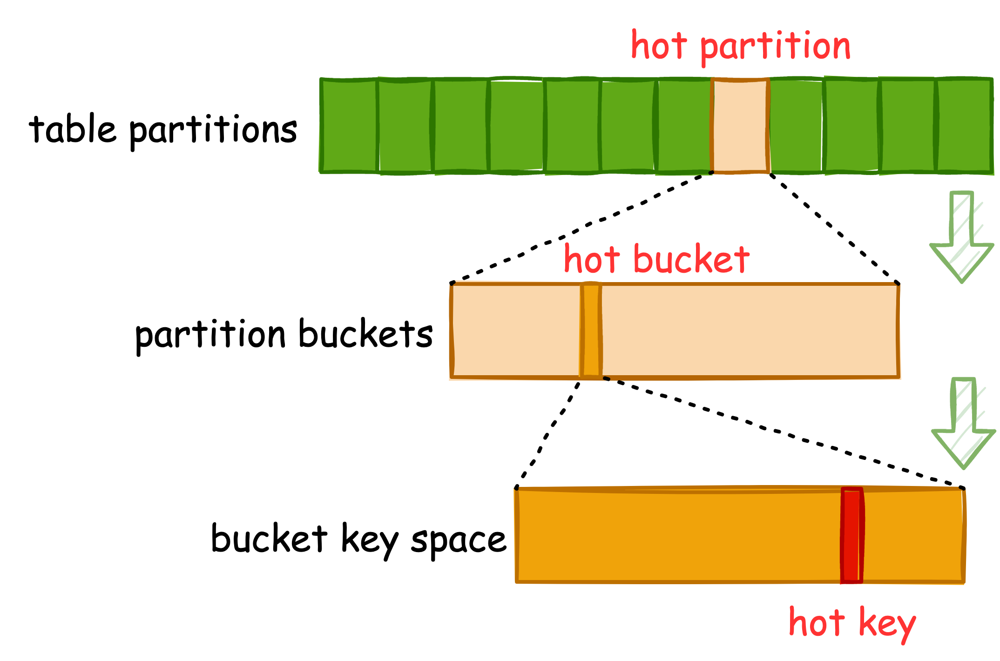 hot partition
table partitions
hot bucket
partition buckets
bucket key space
hot key